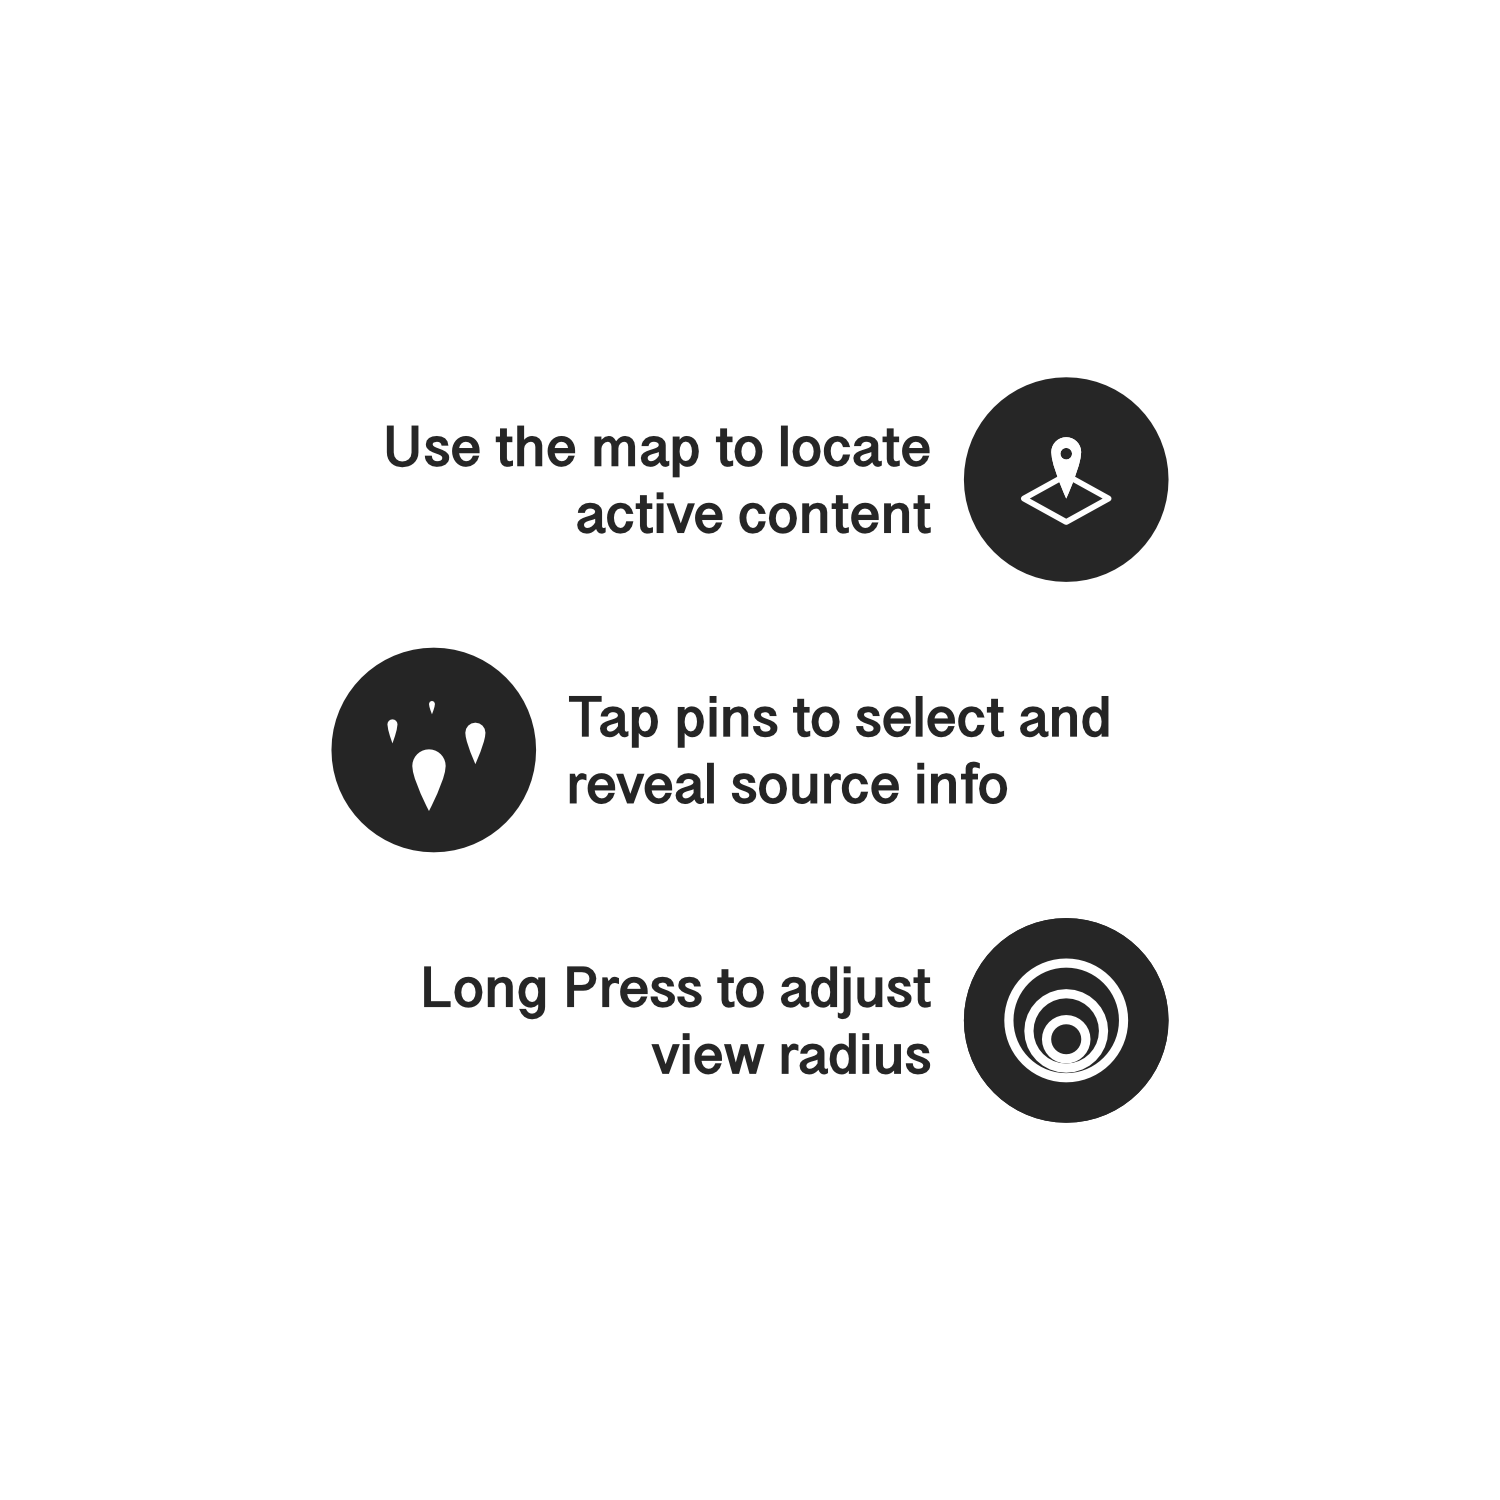 Use the map to locate
active content
Tap pins to select and
reveal source info
Long Press to adjust
view radius